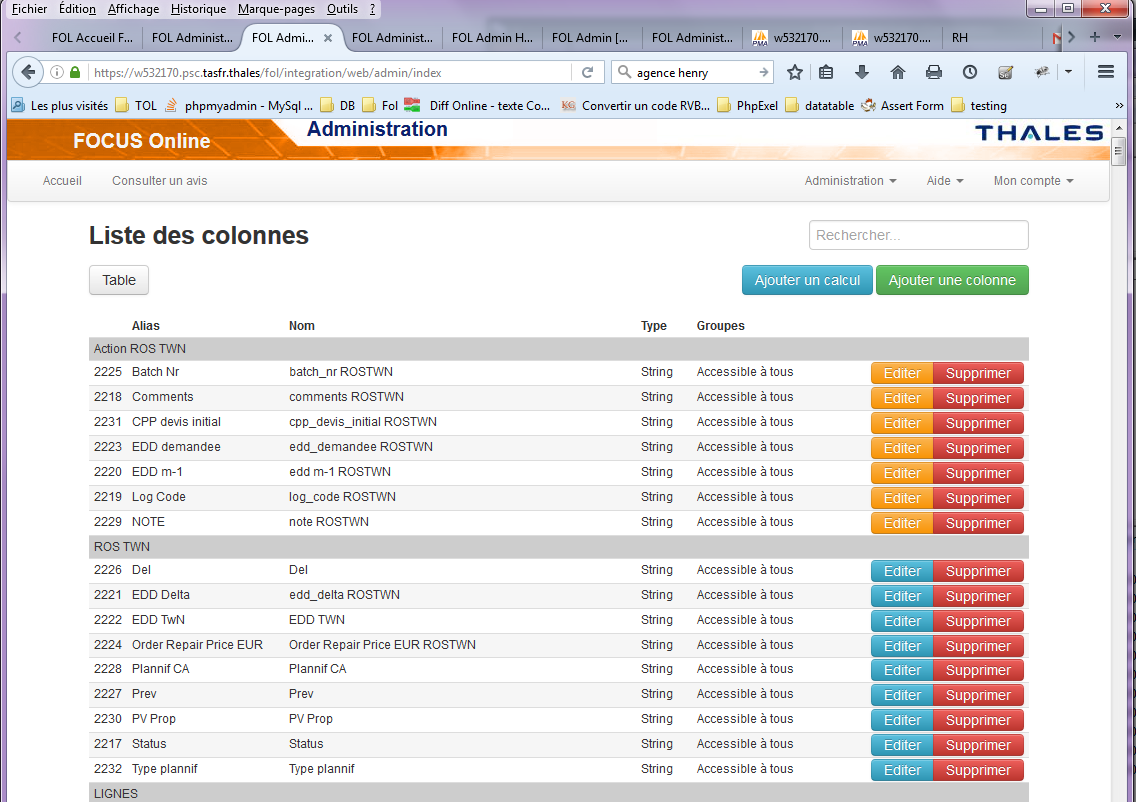 Fichier Édition Affichage Historique Marque-pages Outils ?
FOL Accueil F... FOL Administ... FOL Admi... FOL Administ... FOL Admin H... FOL Admin [... FOL Administ... w532170.... w532170.... RH
https://w532170.psc.tasfr.thales/fol/integration/web/admin/index agence henry
Les plus visités TOL phpmyadmin - MySql ... DB Fol Diff Online - texte Co... Convertir un code RVB... PhpExel datatable Assert Form testing
FOCUS Online Administration THALES
Accueil Consulter un avis Administration Aide Mon compte
Liste des colonnes Rechercher...
Table Ajouter un calcul Ajouter une colonne
Alias Nom Type Groupes
Action ROS TWN
2225 Batch Nr batch_nr ROSTWN String Accessible à tous Editer Supprimer
2218 Comments comments ROSTWN String Accessible à tous Editer Supprimer
2231 CPP devis initial cpp_devis_initial ROSTWN String Accessible à tous Editer Supprimer
2223 EDD demandee edd_demandee ROSTWN String Accessible à tous Editer Supprimer
2220 EDD m-1 edd m-1 ROSTWN String Accessible à tous Editer Supprimer
2219 Log Code log_code ROSTWN String Accessible à tous Editer Supprimer
2229 NOTE note ROSTWN String Accessible à tous Editer Supprimer
ROS TWN
2226 Del Del String Accessible à tous Editer Supprimer
2221 EDD Delta edd_delta ROSTWN String Accessible à tous Editer Supprimer
2222 EDD TwN EDD TWN String Accessible à tous Editer Supprimer
2224 Order Repair Price EUR Order Repair Price EUR ROSTWN String Accessible à tous Editer Supprimer
2228 Plannif CA Plannif CA String Accessible à tous Editer Supprimer
2227 Prev Prev String Accessible à tous Editer Supprimer
2230 PV Prop PV Prop String Accessible à tous Editer Supprimer
2217 Status Status String Accessible à tous Editer Supprimer
2232 Type plannif Type plannif String Accessible à tous Editer Supprimer
LIGNES